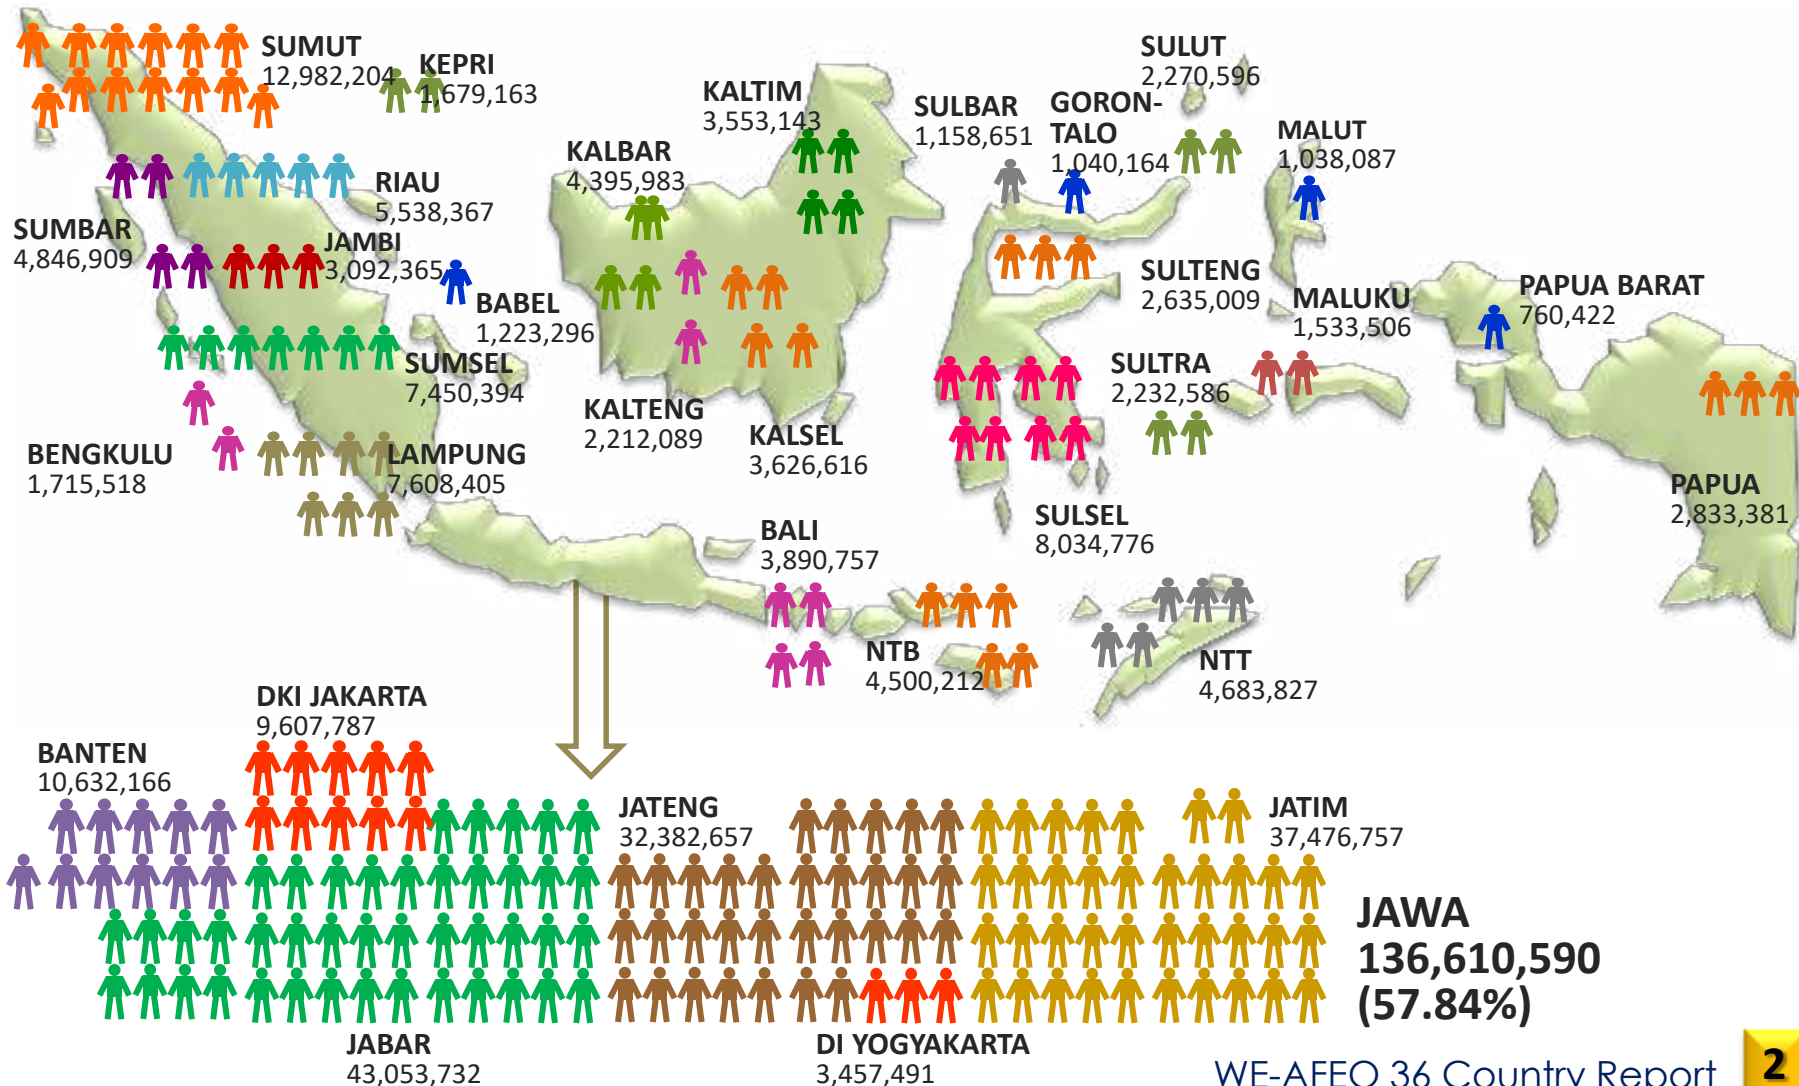 SUMUT
12,982,204
KEPRI
1,679,163
SULUT
2,270,596
KALTIM
3,553,143
SULBAR
1,158,651
GORON-
TALO
1,040,164
MALUT
1,038,087
KALBAR
4,395,983
RIAU
5,538,367
SUMBAR
4,846,909
JAMBI
3,092,365
BABEL
1,223,296
SULTENG
2,635,009
MALUKU
1,533,506
PAPUA BARAT
760,422
SUMSEL
7,450,394
SULTRA
2,232,586
KALTENG
2,212,089
KALSEL
3,626,616
BENGKULU
1,715,518
LAMPUNG
7,608,405
PAPUA
2,833,381
SULSEL
8,034,776
BALI
3,890,757
NTB
4,500,212
NTT
4,683,827
DKI JAKARTA
9,607,787
BANTEN
10,632,166
JATENG
32,382,657
JATIM
37,476,757
JAWA
136,610,590
(57.84%)
JABAR
43,053,732
DI YOGYAKARTA
3,457,491
WE-AFEO 36 Country Report
2